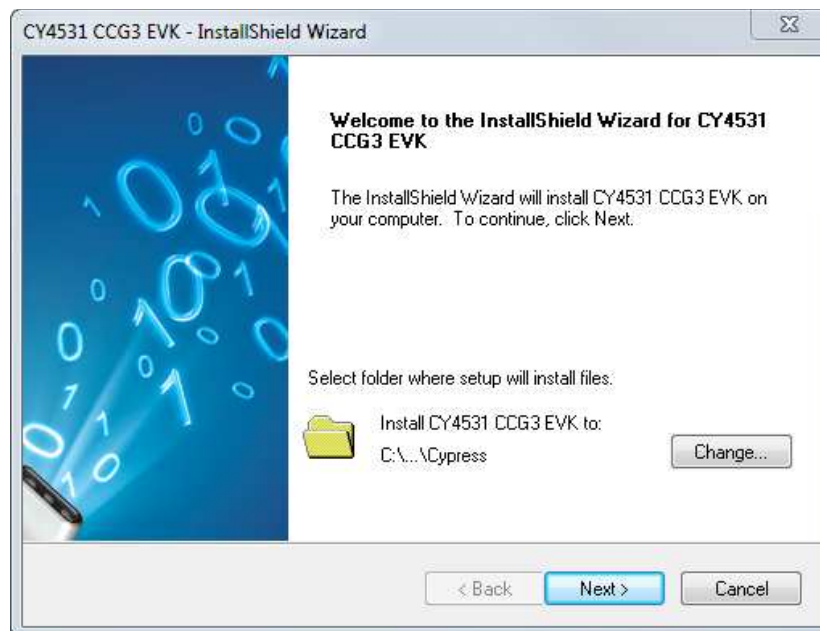 CY4531 CCG3 EVK - InstallShield Wizard
Welcome to the InstallShield Wizard for CY4531
CCG3 EVK
The InstallShield Wizard will install CY4531 CCG3 EVK on
your computer. To continue, click Next.
Select folder where setup will install files.
Install CY4531 CCG3 EVK to:
C:\...\Cypress
Change...
< Back
Next >
Cancel